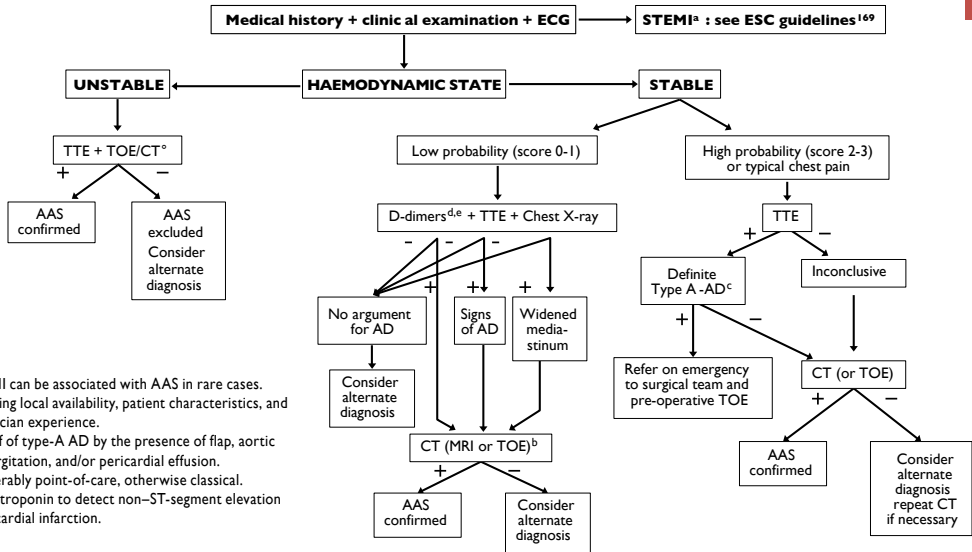 Medical history + clinic al examination + ECG
STEMIᵃ : see ESC guidelines¹⁶⁹
UNSTABLE
HAEMODYNAMIC STATE
STABLE
TTE + TOE/CT°
+
–
AAS
confirmed
AAS
excluded
Consider
alternate
diagnosis
Low probability (score 0-1)
High probability (score 2-3)
or typical chest pain
D-dimersᵈ,ᵉ + TTE + Chest X-ray
- - -
+ + +
No argument
for AD
Signs
of AD
Widened
media-
stinum
Consider
alternate
diagnosis
CT (MRI or TOE)ᵇ
+
–
AAS
confirmed
Consider
alternate
diagnosis
TTE
+
–
Definite
Type A -ADᶜ
Inconclusive
+
–
Refer on emergency
to surgical team and
pre-operative TOE
CT (or TOE)
+
–
AAS
confirmed
Consider
alternate
diagnosis
repeat CT
if necessary
can be associated with AAS in rare cases.
local availability, patient characteristics, and
experience.
of type-A AD by the presence of flap, aortic
and/or pericardial effusion.
point-of-care, otherwise classical.
troponin to detect non–ST-segment elevation
infarction.